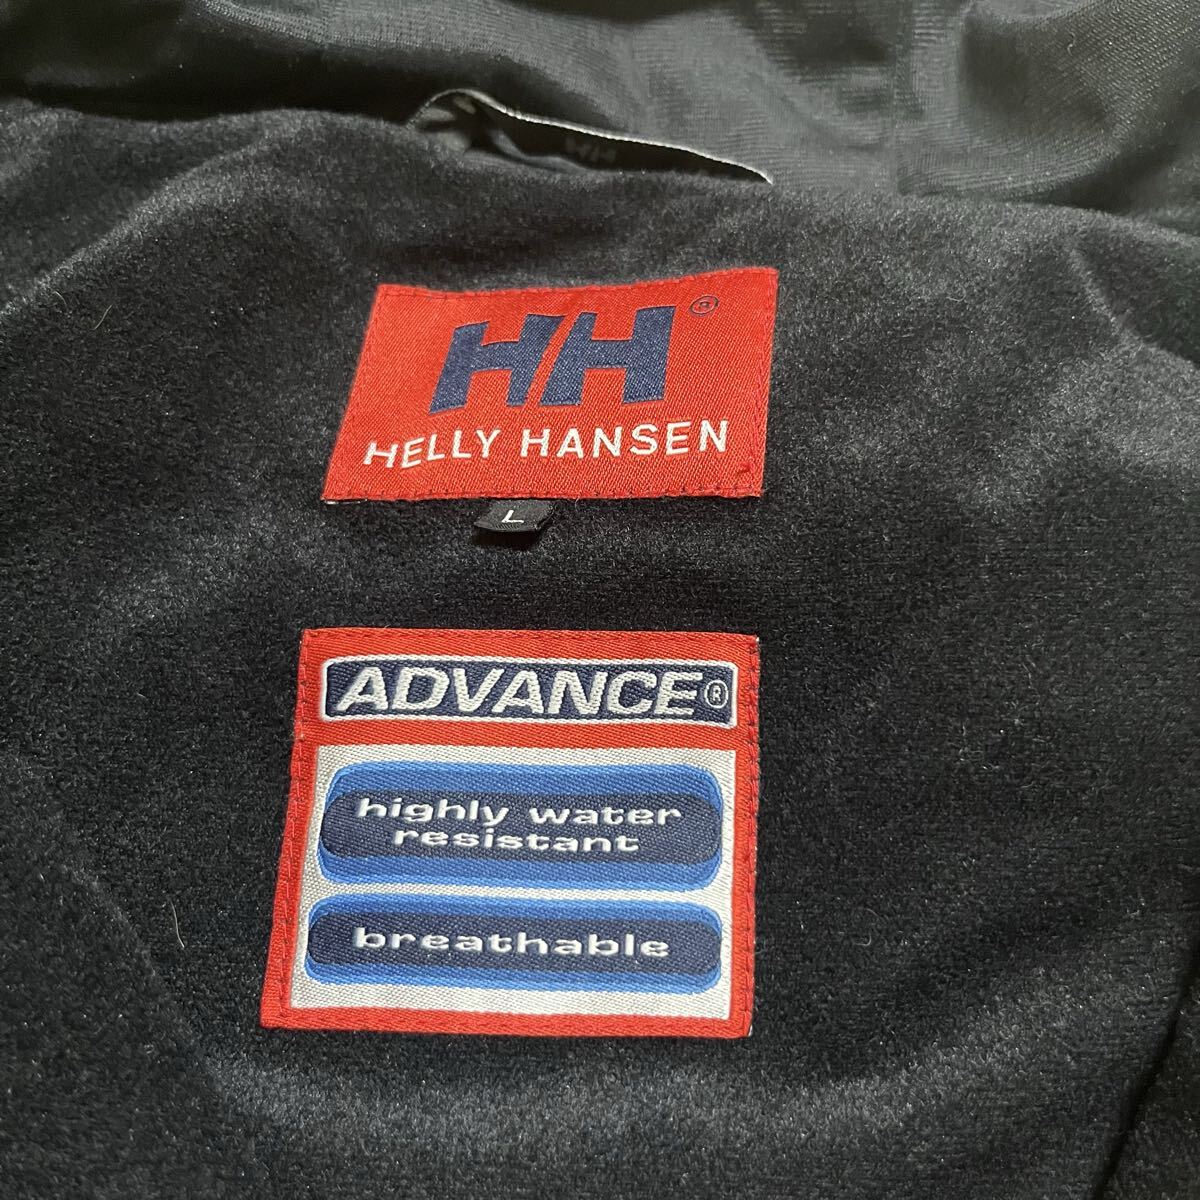 HH®
HELLY HANSEN
L
ADVANCE®
highly water
resistant
breathable